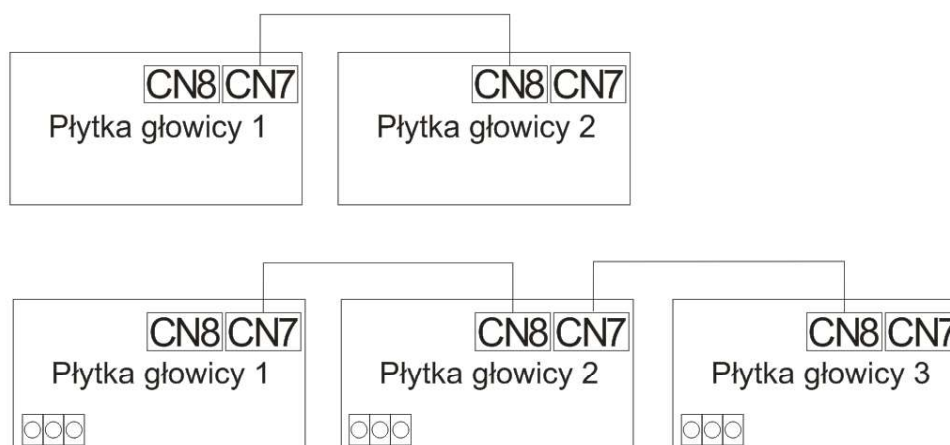 CN8 CN7 CN8 CN7
Płytka głowicy 1 Płytka głowicy 2
CN8 CN7 CN8 CN7 CN8 CN7
Płytka głowicy 1 Płytka głowicy 2 Płytka głowicy 3